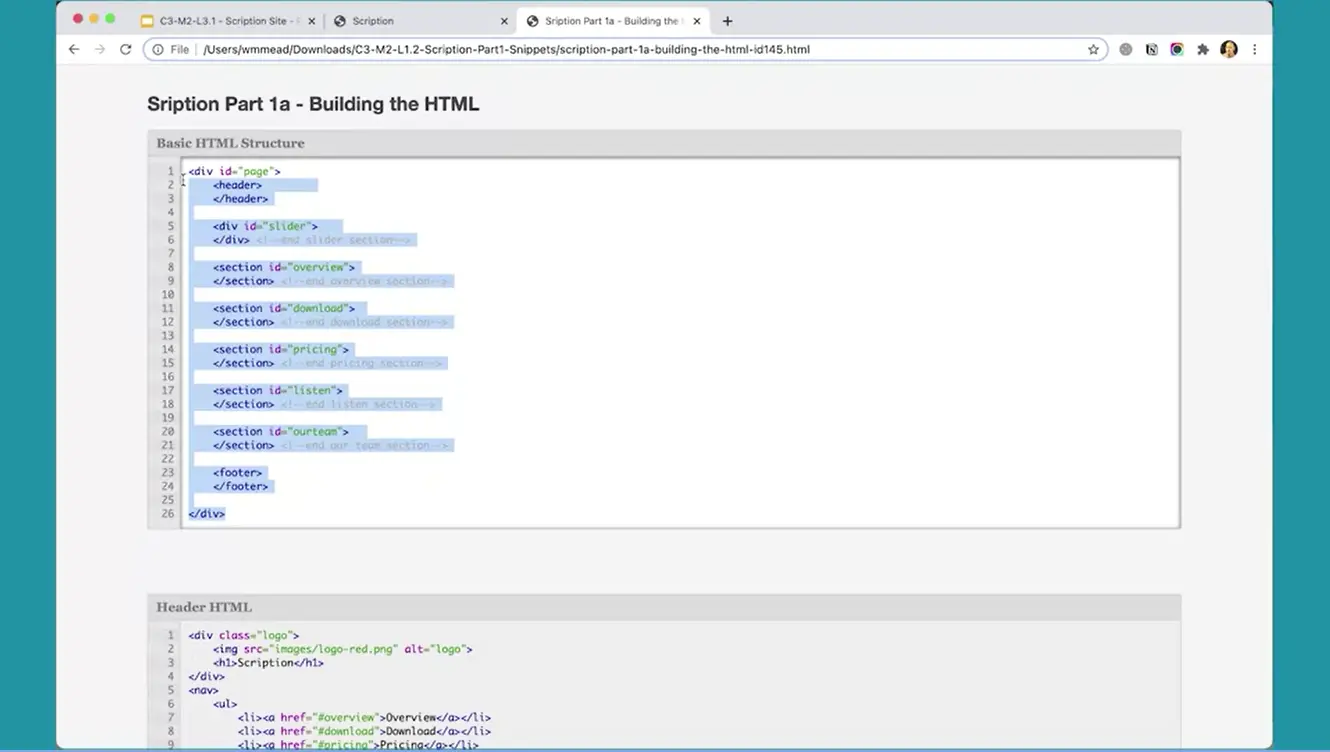 C3-M2-L3.1 - Scription Site -
Scription
Sription Part 1a - Building the
File
/Users/wmmead/Downloads/C3-M2-L1.2-Scription-Part1-Snippets/scription-part-1a-building-the-html-id145.html
Sription Part 1a - Building the HTML
Basic HTML Structure
1 <div id="page">
2 <header>
3 </header>
4
5 <div id="slider">
6 </div> <!--end slider section-->
7
8 <section id="overview">
9 </section> <!--end overview section-->
10
11 <section id="download">
12 </section> <!--end download section-->
13
14 <section id="pricing">
15 </section> <!--end pricing section-->
16
17 <section id="listen">
18 </section> <!--end listen section-->
19
20 <section id="ourteam">
21 </section> <!--end our team section-->
22
23 <footer>
24 </footer>
25
26 </div>
Header HTML
1 <div class="logo">
2 <img src="images/logo-red.png" alt="logo">
3 <h1>Scription</h1>
4 </div>
5 <nav>
6 <ul>
7 <li><a href="#overview">Overview</a></li>
8 <li><a href="#download">Download</a></li>
9 <li><a href="#pricing">Pricing</a></li>